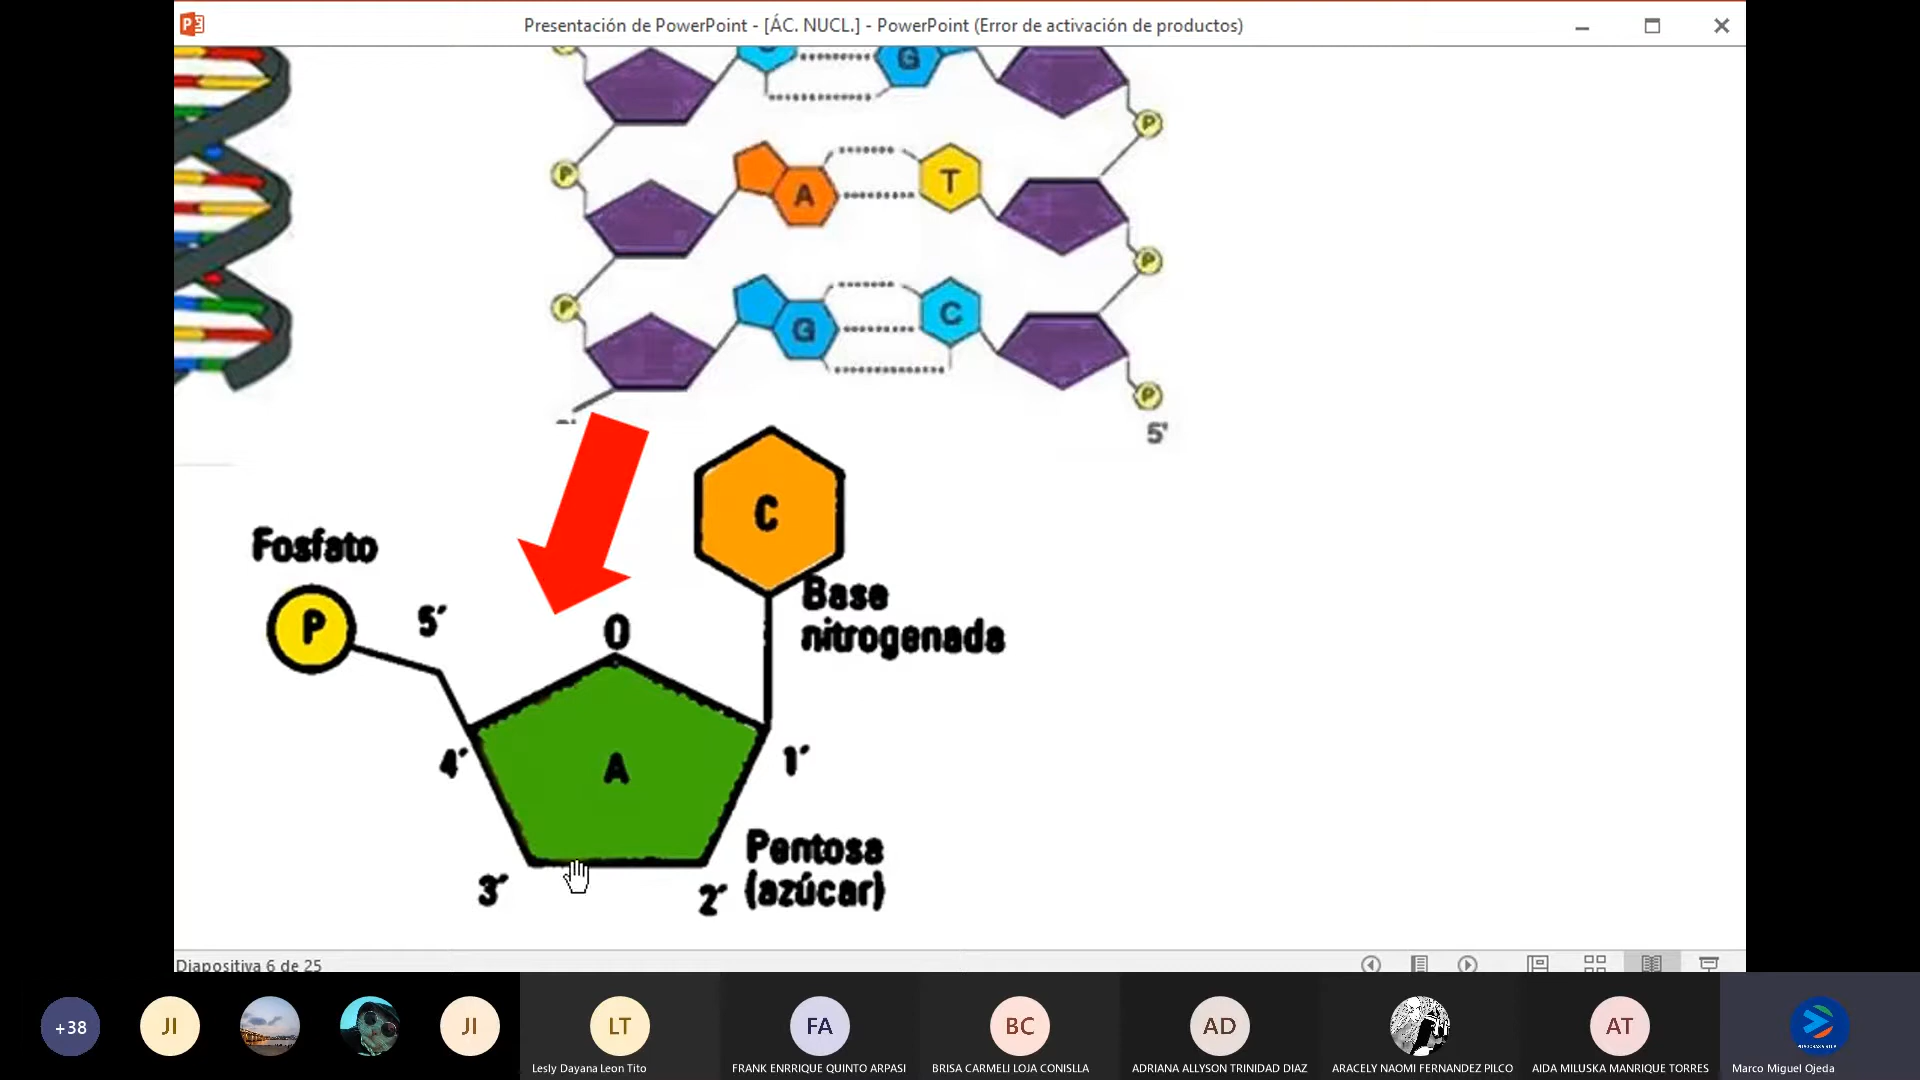 Presentación de PowerPoint - [ÁC. NUCL.] - PowerPoint (Error de activación de productos)
G
P
A T
P
P
G C
P
P
5'
C
Fosfato
Base
nitrogenada
P
5´
O
4´
A
1´
Pentosa
(azúcar)
3´
2´
Diapositiva 6 de 25
+38
JI
JI
LT
FA
BC
AD
AT
Lesly Dayana Leon Tito
FRANK ENRRIQUE QUINTO ARPASI
BRISA CARMELI LOJA CONISLLA
ADRIANA ALLYSON TRINIDAD DIAZ
ARACELY NAOMI FERNANDEZ PILCO
AIDA MILUSKA MANRIQUE TORRES
Marco Miguel Ojeda